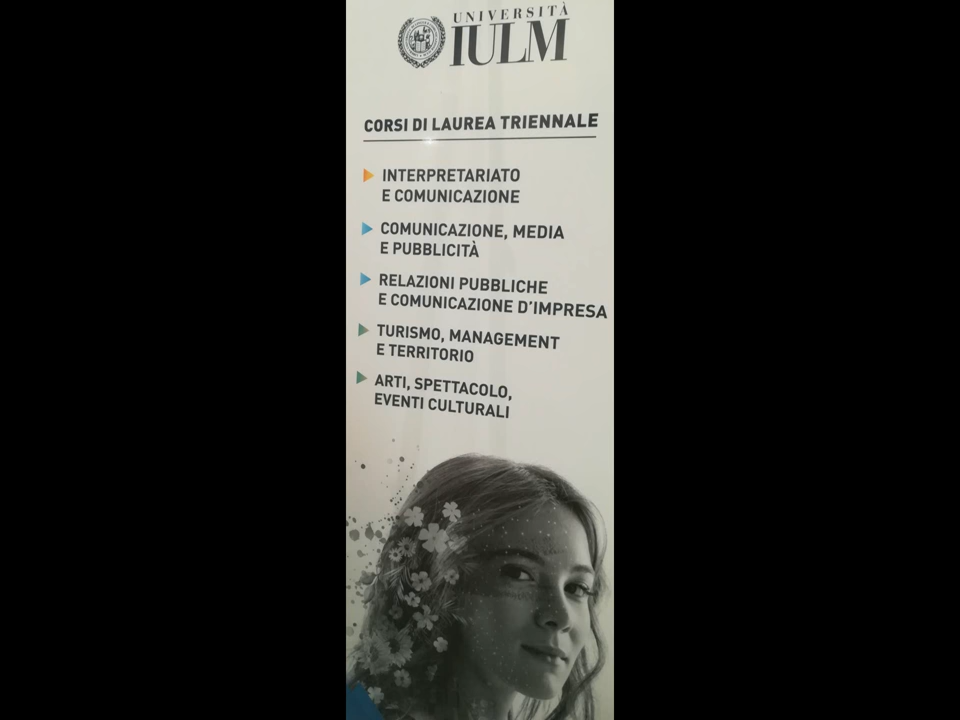 UNIVERSITÀ
IULM
CORSI DI LAUREA TRIENNALE
INTERPRETARIATO
E COMUNICAZIONE
COMUNICAZIONE, MEDIA
E PUBBLICITÀ
RELAZIONI PUBBLICHE
E COMUNICAZIONE D'IMPRESA
TURISMO, MANAGEMENT
E TERRITORIO
ARTI, SPETTACOLO,
EVENTI CULTURALI